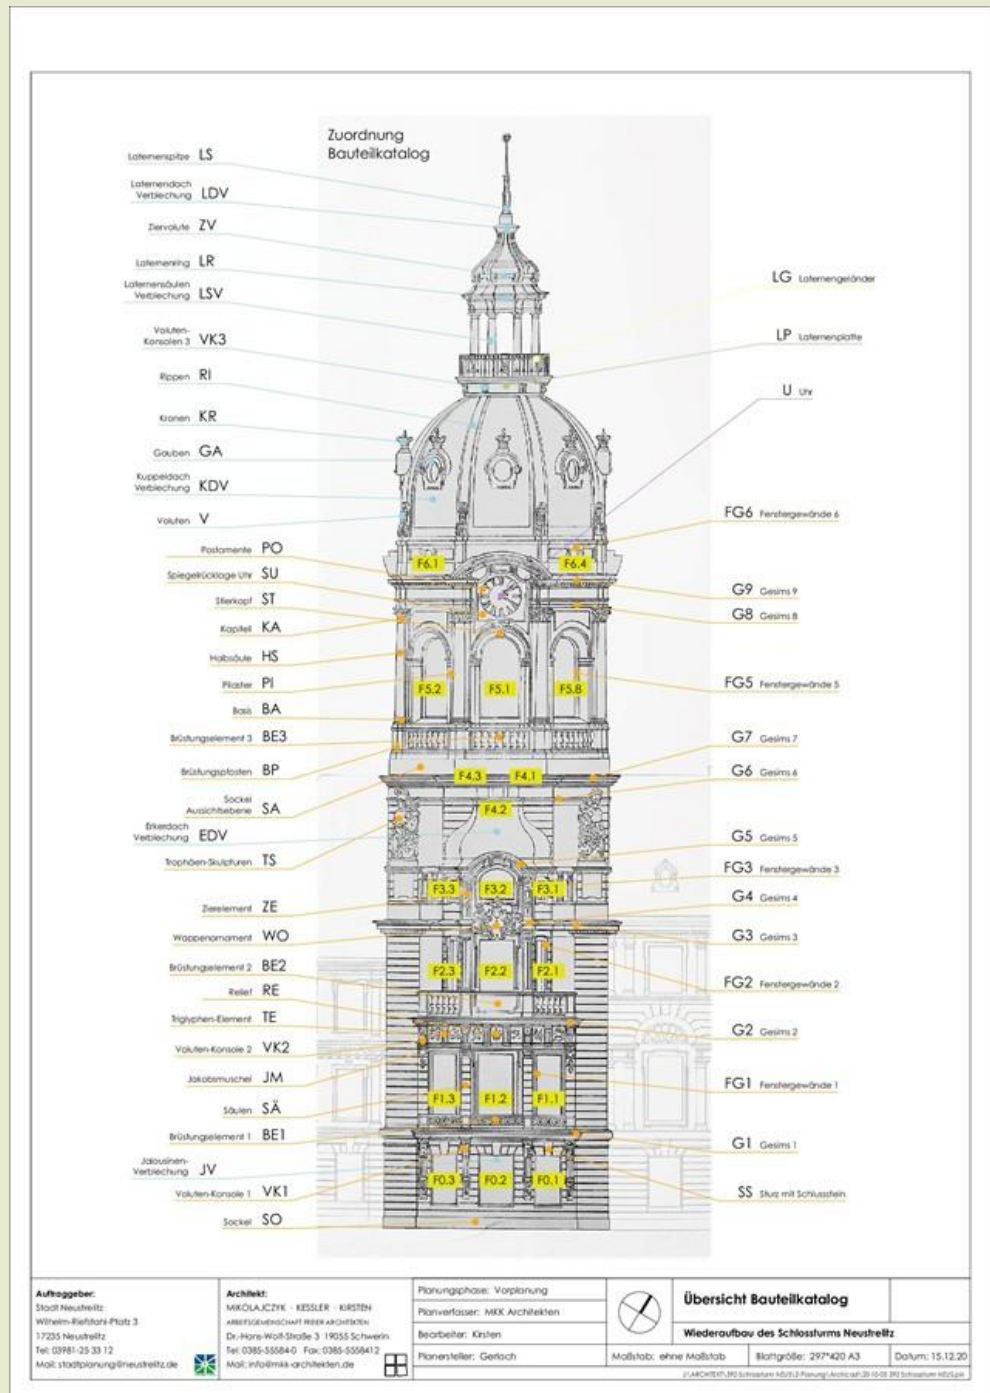 Zuordnung
Bauteilkatalog
Laternenspitze LS
Laternendach
Verblechung LDV
Ziervolute ZV
Laternenring LR
Laternensäulen
Verblechung LSV
Voluten-
Konsolen 3 VK3
Rippen RI
Kronen KR
Gauben GA
Kuppeldach
Verblechung KDV
Voluten V
Postamente PO
Spiegelrücklage Uhr SU
Stierkopf ST
Kapitell KA
Halbsäule HS
Pilaster PI
Basis BA
Brüstungselement 3 BE3
Brüstungspfosten BP
Sockel
Aussichtsebene SA
Erkerdach
Verblechung EDV
Trophäen-Skulpturen TS
Zierelement ZE
Wappenornament WO
Brüstungselement 2 BE2
Relief RE
Triglyphen-Element TE
Voluten-Konsole 2 VK2
Jakobsmuschel JM
Säulen SÄ
Brüstungselement 1 BE1
Jalousinen-
Verblechung JV
Voluten-Konsole 1 VK1
Sockel SO
LG Laternengeländer
LP Laternenplatte
U Uhr
FG6 Fenstergewände 6
G9 Gesims 9
G8 Gesims 8
FG5 Fenstergewände 5
G7 Gesims 7
G6 Gesims 6
G5 Gesims 5
FG3 Fenstergewände 3
G4 Gesims 4
G3 Gesims 3
FG2 Fenstergewände 2
G2 Gesims 2
FG1 Fenstergewände 1
G1 Gesims 1
SS Sturz mit Schlussstein
F6.1 F6.4
F5.2 F5.1 F5.8
F4.3 F4.1
F4.2
F3.3 F3.2 F3.1
F2.3 F2.2 F2.1
F1.3 F1.2 F1.1
F0.3 F0.2 F0.1
Auftraggeber:
Stadt Neustrelitz
Wilhelm-Riefstahl-Platz 3
17235 Neustrelitz
Tel: 03981-25 33 12
Mail: stadtplanung@neustrelitz.de
Architekt:
MIKOLAJCZYK · KESSLER · KIRSTEN
ARBEITSGEMEINSCHAFT FREIER ARCHITEKTEN
Dr.-Hans-Wolf-Straße 3 19055 Schwerin
Tel: 0385-55584-0 Fax: 0385-5558412
Mail: info@mkk-architekten.de
Planungsphase: Vorplanung
Planverfasser: MKK Architekten
Bearbeiter: Kirsten
Planersteller: Gerlach
Übersicht Bauteilkatalog
Wiederaufbau des Schlossturms Neustrelitz
Maßstab: ohne Maßstab
Blattgröße: 297*420 A3
Datum: 15.12.20